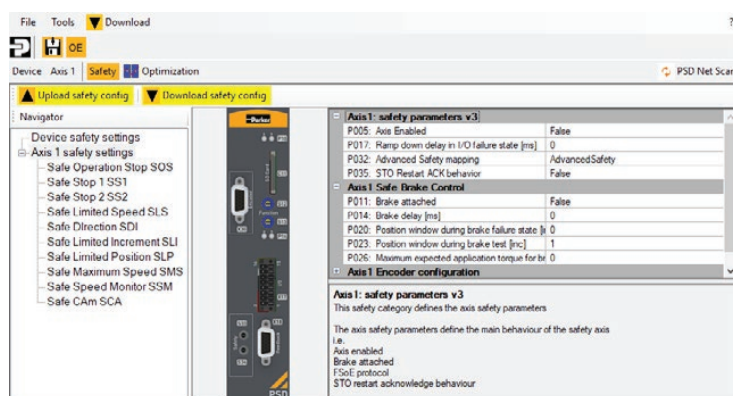 File Tools Download ?
OE
Device Axis 1 Safety Optimization PSD Net Scan
Upload safety config Download safety config
Navigator
Device safety settings
Axis 1 safety settings
Safe Operation Stop SOS
Safe Stop 1 SS1
Safe Stop 2 SS2
Safe Limited Speed SLS
Safe Direction SDI
Safe Limited Increment SLI
Safe Limited Position SLP
Safe Maximum Speed SMS
Safe Speed Monitor SSM
Safe CAm SCA
Parker
Function
Safety
Feedback
PSD
Axis1: safety parameters v3
P005: Axis Enabled False
P017: Ramp down delay in I/O failure state [ms] 0
P032: Advanced Safety mapping AdvancedSafety
P035: STO Restart ACK behavior False
Axis1 Safe Brake Control
P011: Brake attached False
P014: Brake delay [ms] 0
P020: Position window during brake failure state [i 0
P023: Position window during brake test [inc] 1
P026: Maximum expected application torque for br 0
Axis1 Encoder configuration
Axis1: safety parameters v3
This safety category defines the axis safety parameters
The axis safety parameters define the main behaviour of the safety axis
i.e.
Axis enabled
Brake attached
FSoE protocol
STO restart acknowledge behaviour